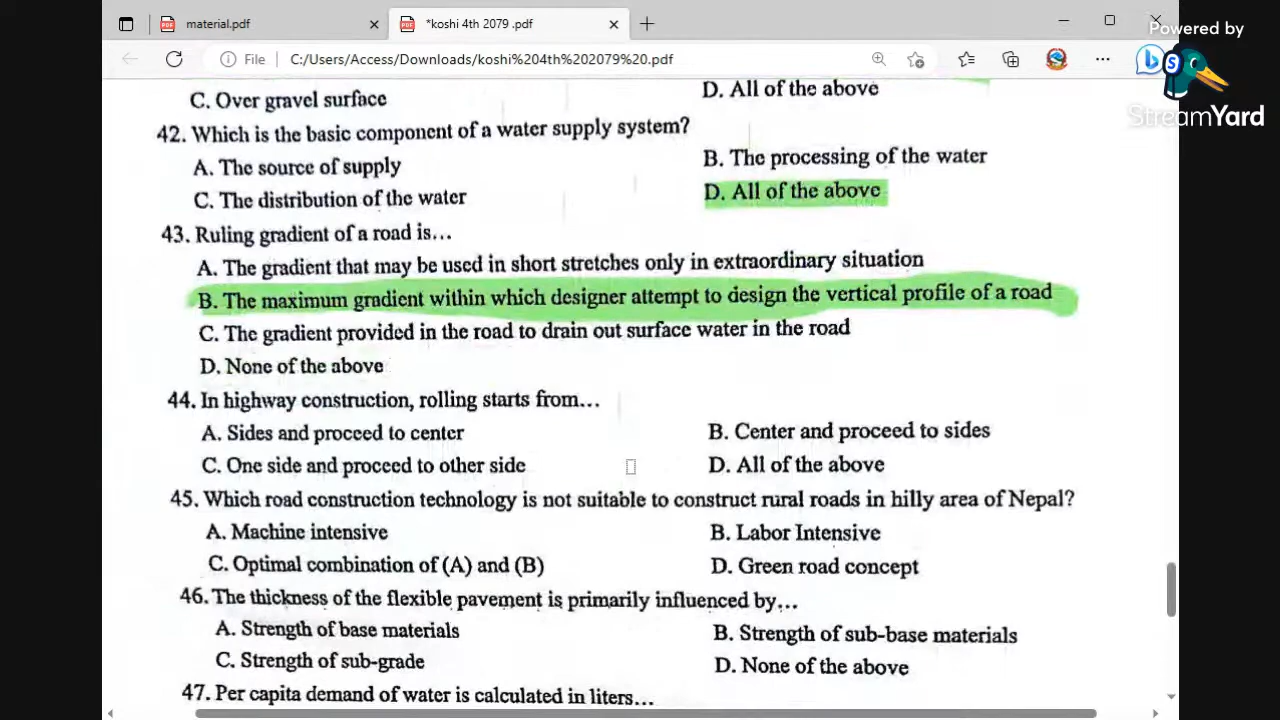 material.pdf
*koshi 4th 2079 .pdf
Powered by
File
C:/Users/Access/Downloads/koshi%204th%202079%20.pdf
StreamYard
C. Over gravel surface
D. All of the above
42. Which is the basic component of a water supply system?
A. The source of supply
B. The processing of the water
C. The distribution of the water
D. All of the above
43. Ruling gradient of a road is...
A. The gradient that may be used in short stretches only in extraordinary situation
B. The maximum gradient within which designer attempt to design the vertical profile of a road
C. The gradient provided in the road to drain out surface water in the road
D. None of the above
44. In highway construction, rolling starts from...
A. Sides and proceed to center
B. Center and proceed to sides
C. One side and proceed to other side
D. All of the above
45. Which road construction technology is not suitable to construct rural roads in hilly area of Nepal?
A. Machine intensive
B. Labor Intensive
C. Optimal combination of (A) and (B)
D. Green road concept
46. The thickness of the flexible pavement is primarily influenced by...
A. Strength of base materials
B. Strength of sub-base materials
C. Strength of sub-grade
D. None of the above
47. Per capita demand of water is calculated in liters...